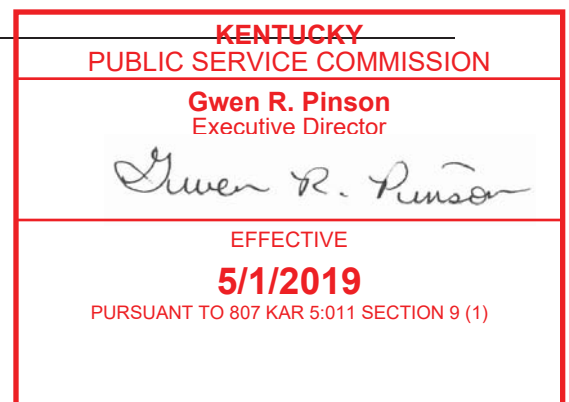 KENTUCKY
PUBLIC SERVICE COMMISSION
Gwen R. Pinson
Executive Director
Gwen R. Punson
EFFECTIVE
5/1/2019
PURSUANT TO 807 KAR 5:011 SECTION 9 (1)